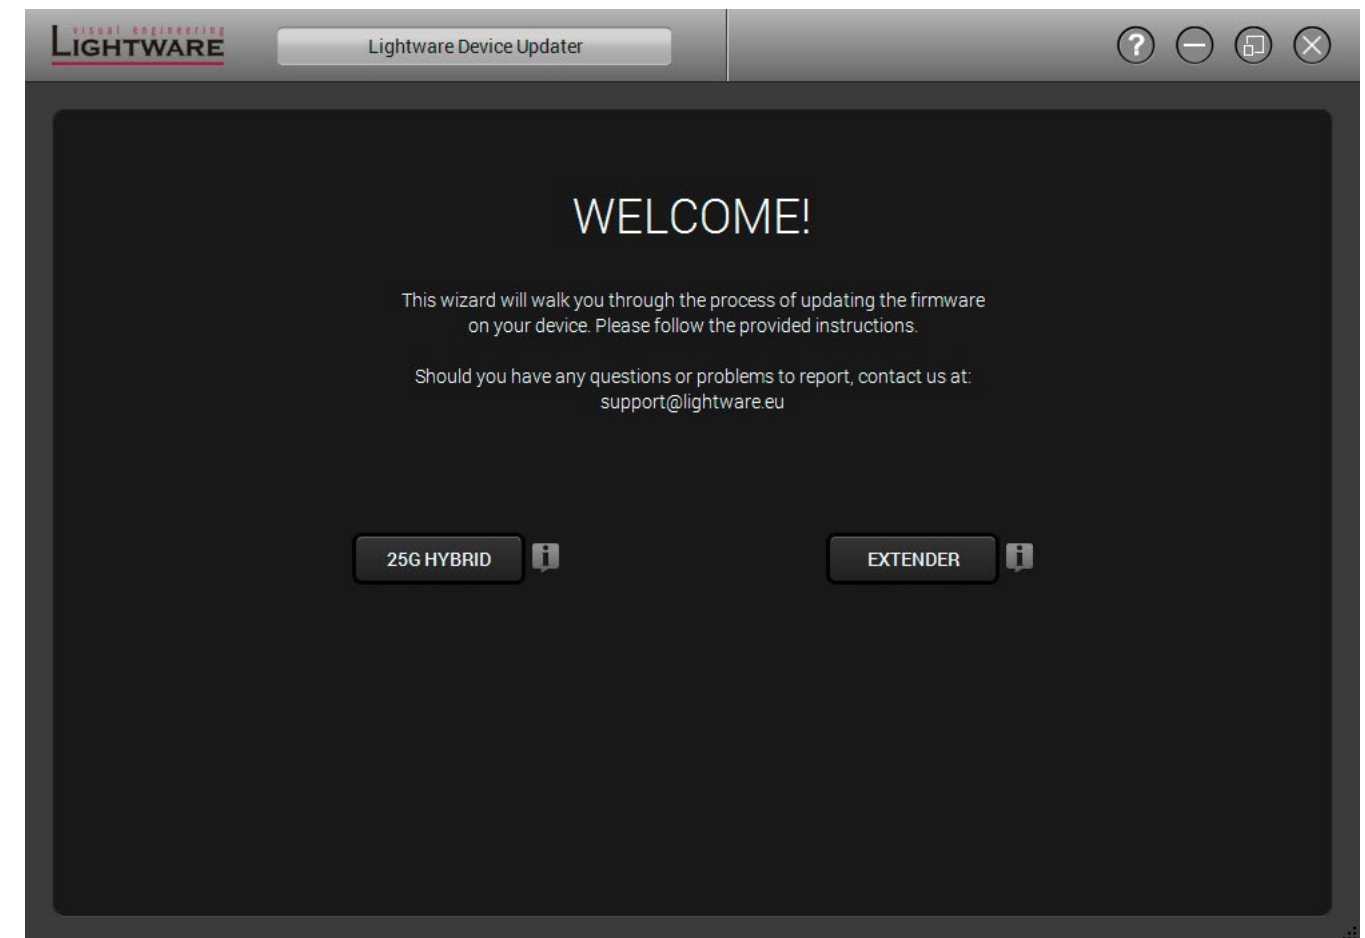 visual engineering
LIGHTWARE
Lightware Device Updater
WELCOME!
This wizard will walk you through the process of updating the firmware
on your device. Please follow the provided instructions.
Should you have any questions or problems to report, contact us at:
support@lightware.eu
25G HYBRID
EXTENDER